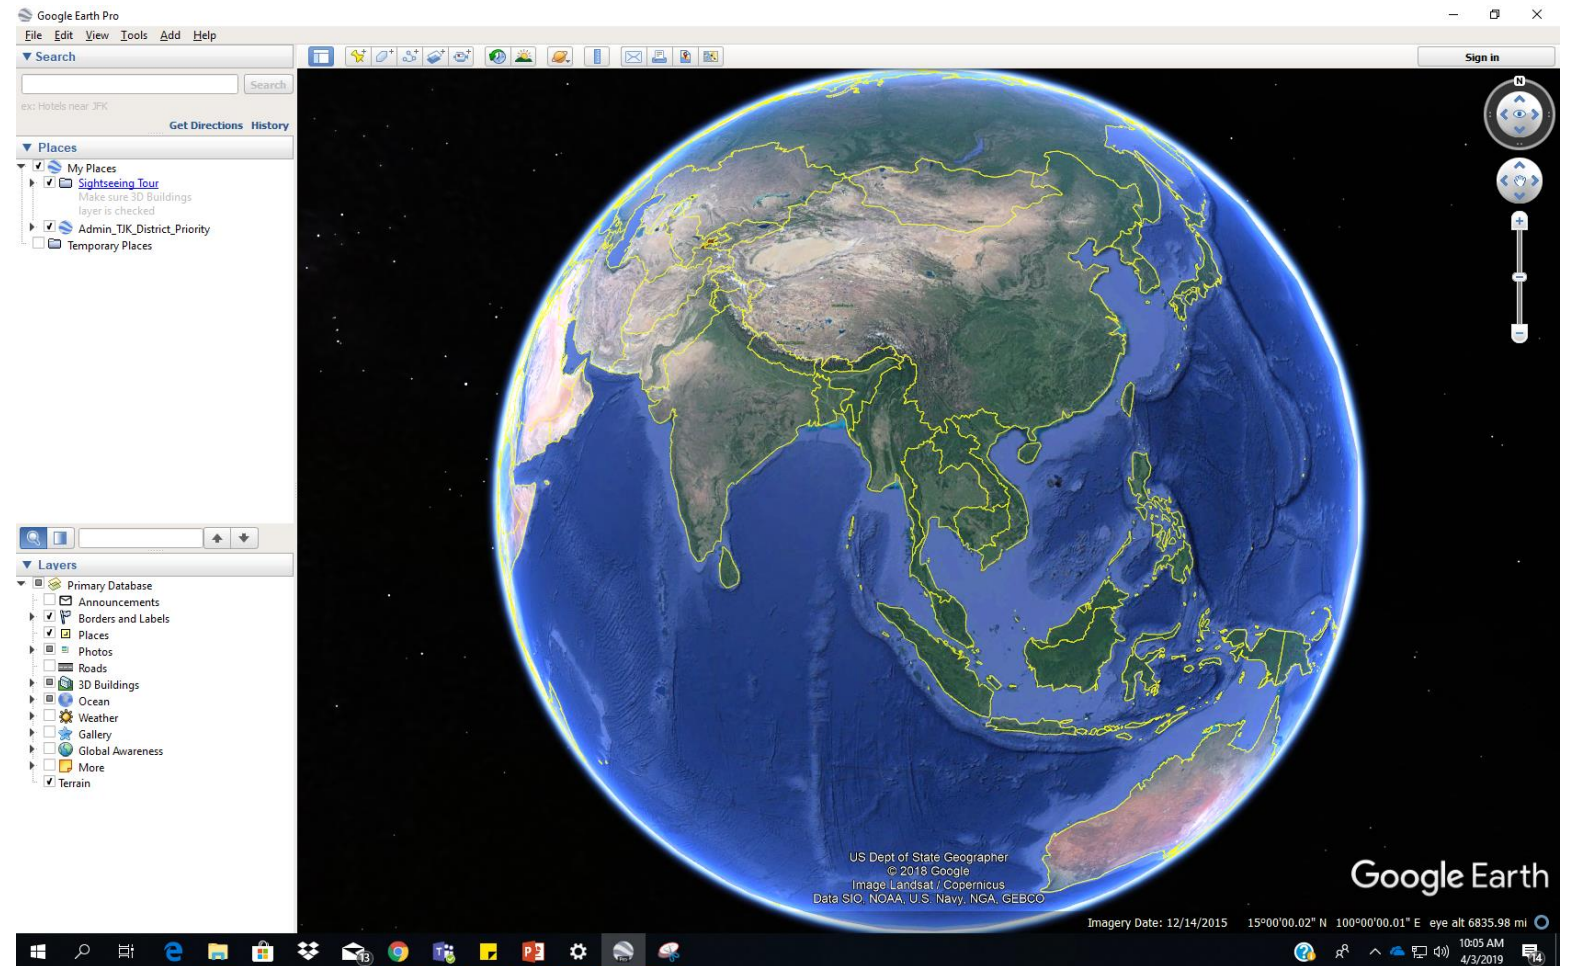 Google Earth Pro
File Edit View Tools Add Help
Search
Search
ex: Hotels near JFK
Get Directions History
Places
My Places
Sightseeing Tour
Make sure 3D Buildings
layer is checked
Admin_TJK_District_Priority
Temporary Places
Layers
Primary Database
Announcements
Borders and Labels
Places
Photos
Roads
3D Buildings
Ocean
Weather
Gallery
Global Awareness
More
Terrain
Sign in
N
US Dept of State Geographer
© 2018 Google
Image Landsat / Copernicus
Data SIO, NOAA, U.S. Navy, NGA, GEBCO
Google Earth
Imagery Date: 12/14/2015 15°00'00.02" N 100°00'00.01" E eye alt 6835.98 mi
13
10:05 AM
4/3/2019
14